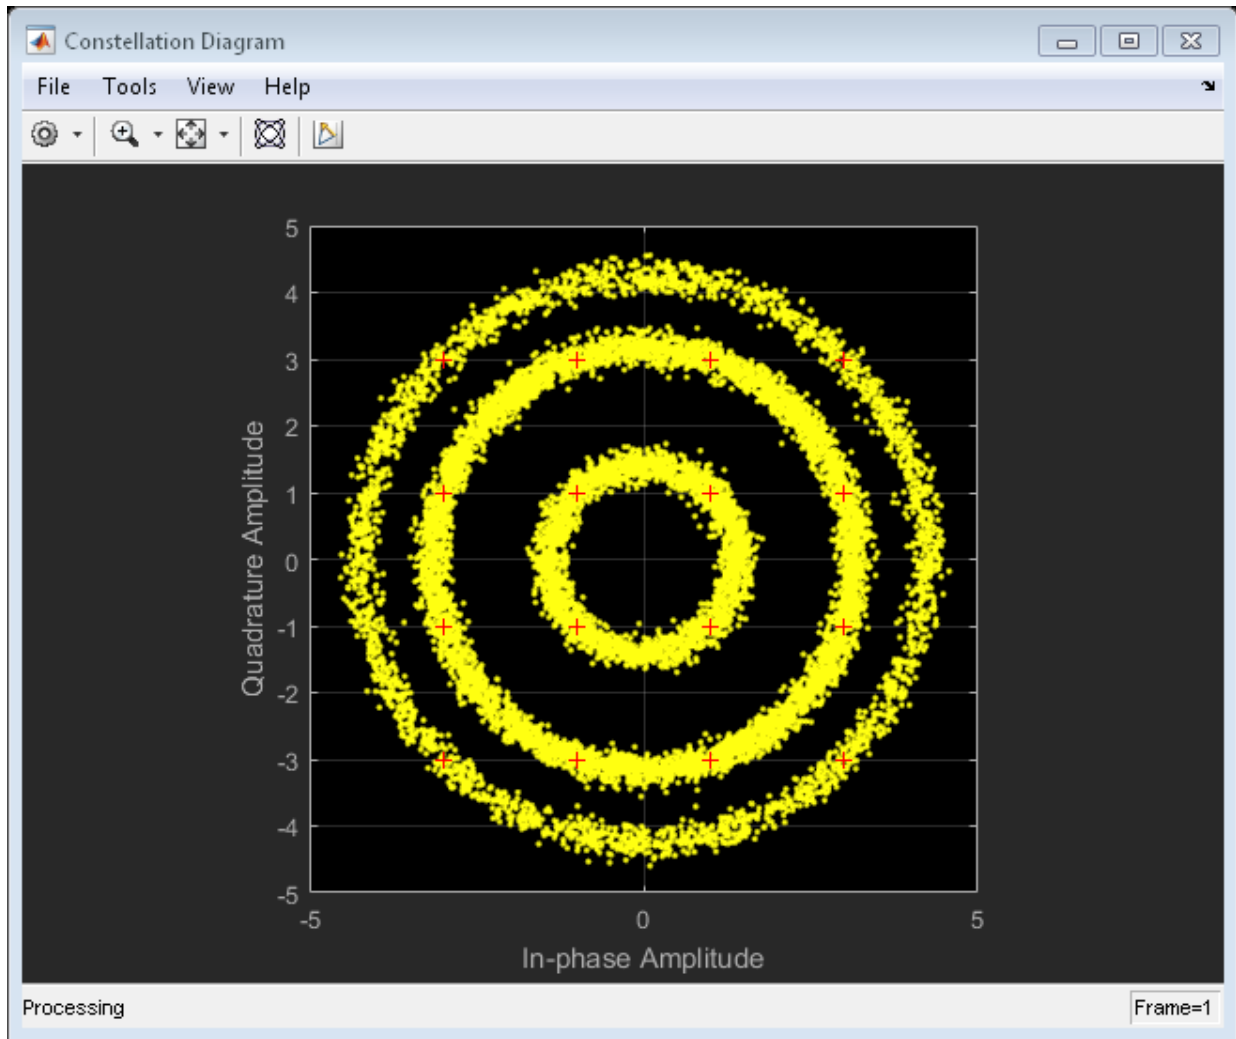 Constellation Diagram
File Tools View Help
5
4
3
2
1
0
-1
-2
-3
-4
-5
Quadrature Amplitude
-5 0 5
In-phase Amplitude
Processing Frame=1